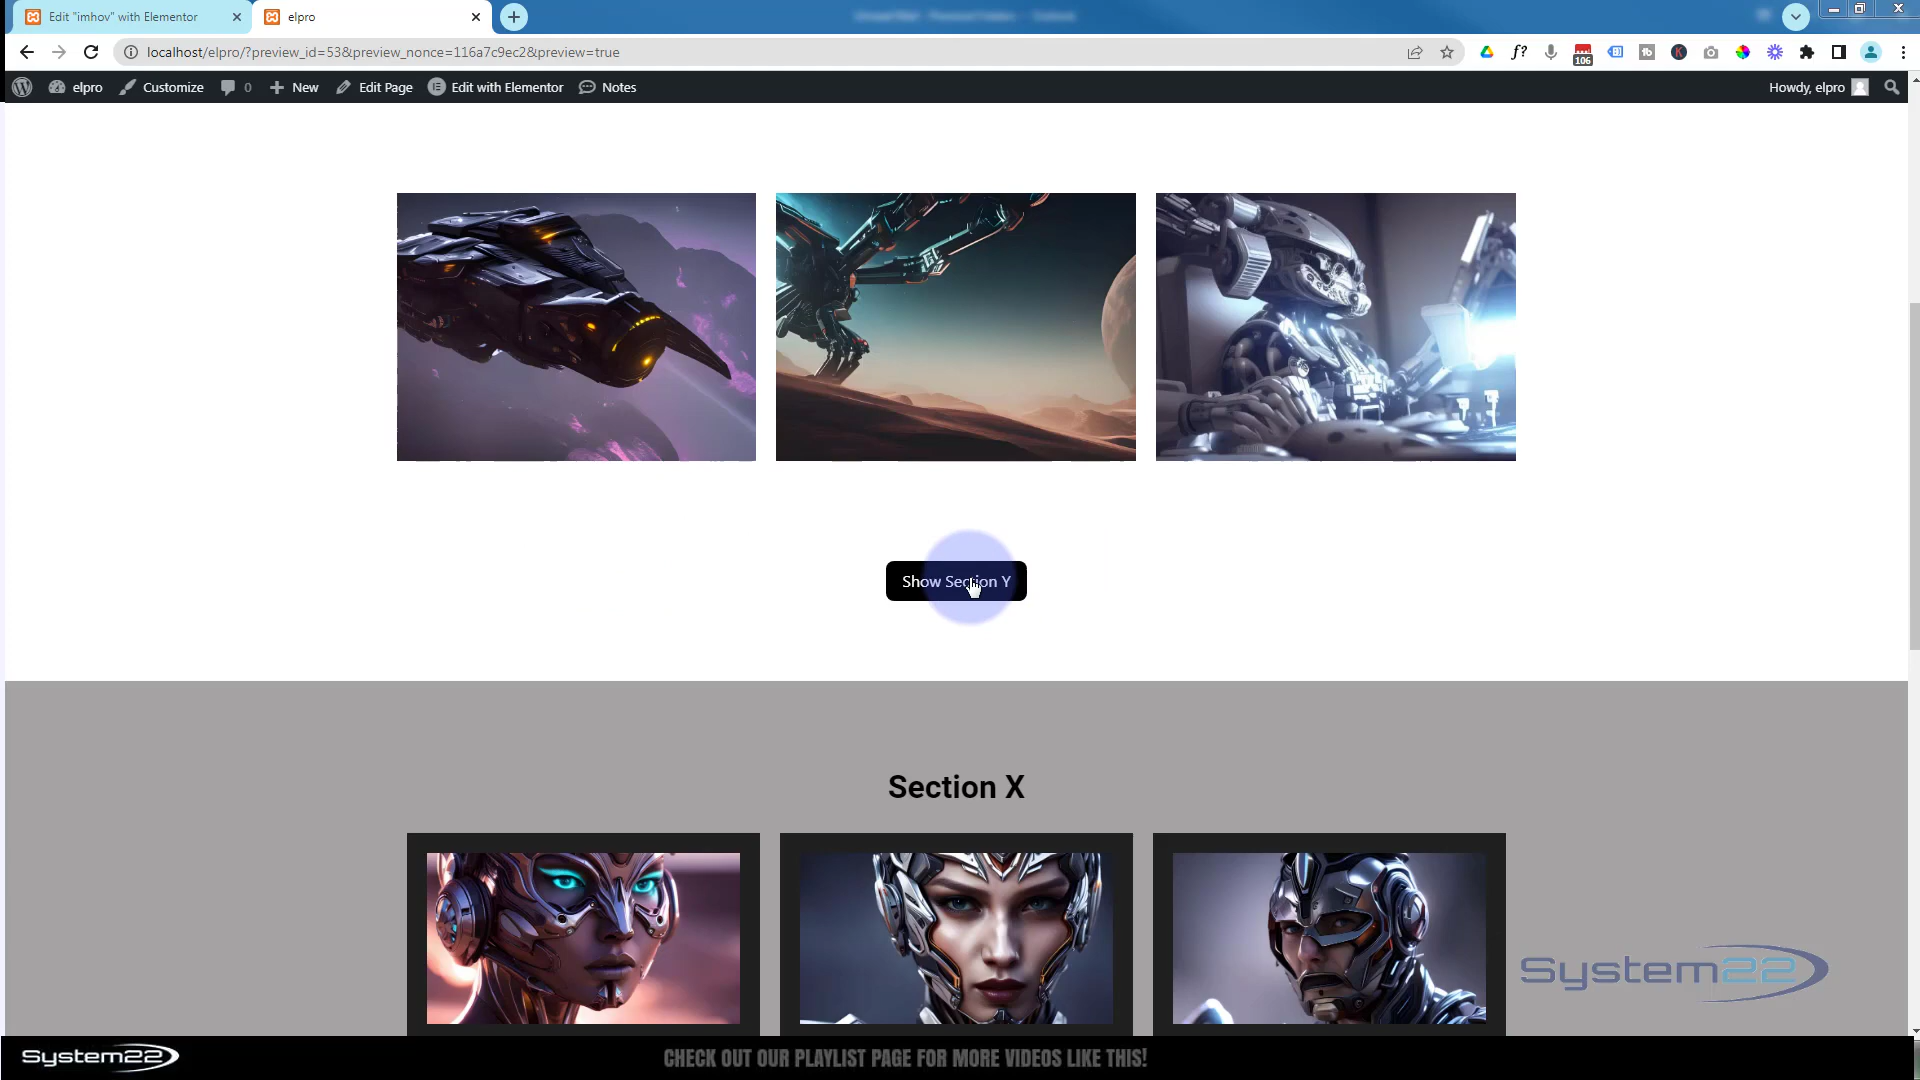 Edit "imhov" with Elementor
elpro
localhost/elpro/?preview_id=53&preview_nonce=116a7c9ec2&preview=true
106
elpro
Customize
0
New
Edit Page
Edit with Elementor
Notes
Howdy, elpro
Show Section Y
Section X
System22
System22
CHECK OUT OUR PLAYLIST PAGE FOR MORE VIDEOS LIKE THIS!